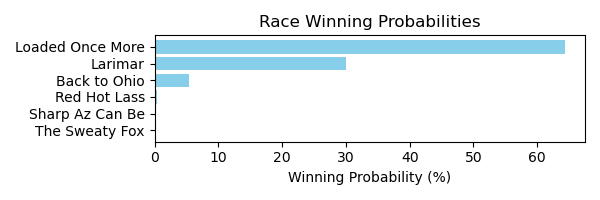 Race Winning Probabilities
Loaded Once More
Larimar
Back to Ohio
Red Hot Lass
Sharp Az Can Be
The Sweaty Fox
0 10 20 30 40 50 60
Winning Probability (%)